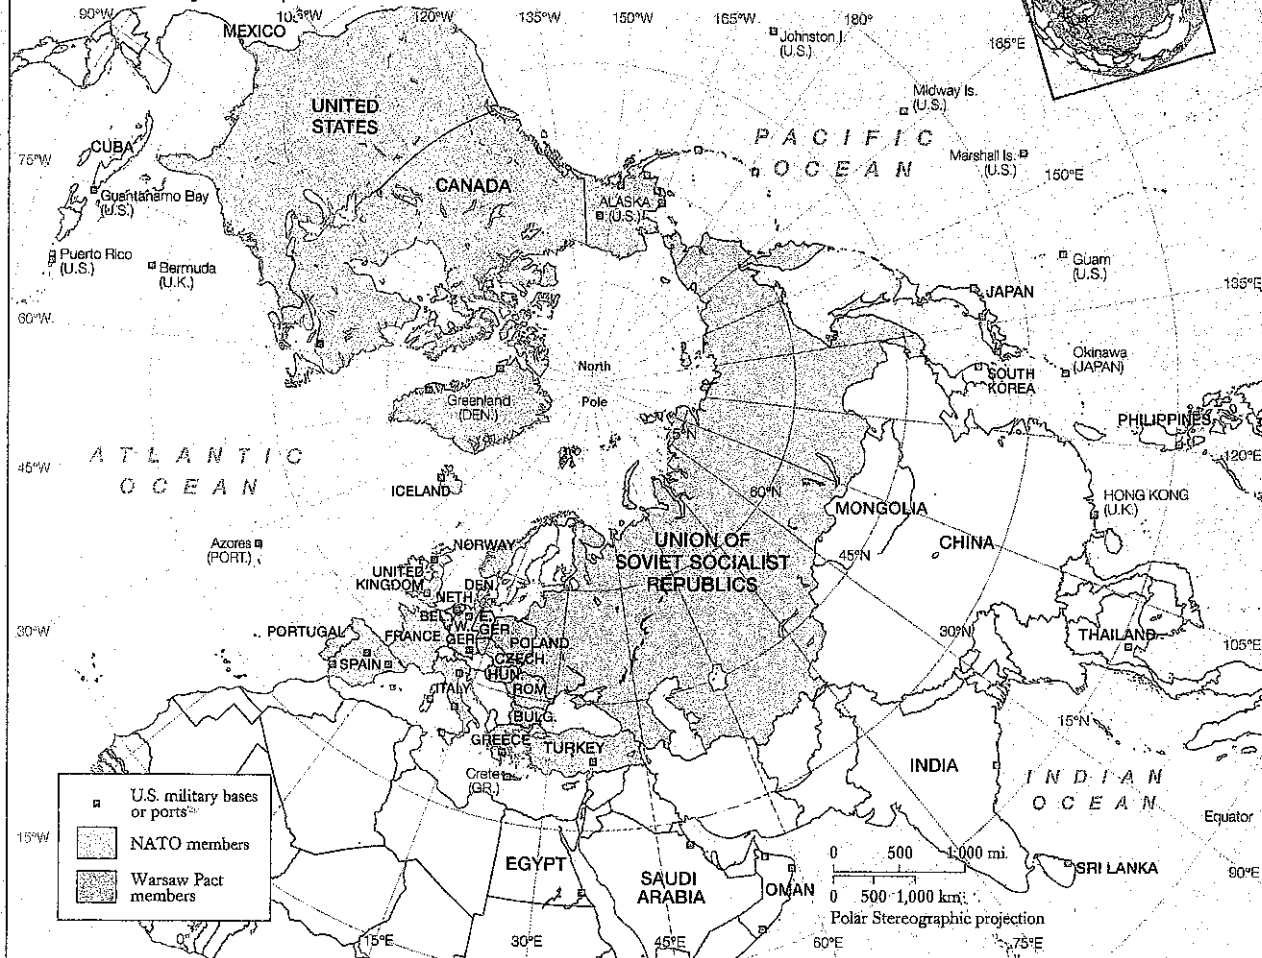 90°W
105°W
120°W
135°W
150°W
165°W
180°
165°E
MEXICO
Johnston I.
(U.S.)
Midway Is.
(U.S.)
UNITED
STATES
PACIFIC
OCEAN
CUBA
75°W
Marshall Is.
(U.S.)
150°E
CANADA
Guantanamo Bay
(U.S.)
ALASKA
(U.S.)
Puerto Rico
(U.S.)
Bermuda
(U.K.)
Guam
(U.S.)
135°E
JAPAN
60°W
North
Pole
Okinawa
(JAPAN)
SOUTH
KOREA
Greenland
(DEN.)
PHILIPPINES
120°E
5°N
ATLANTIC
OCEAN
45°W
ICELAND
60°N
MONGOLIA
HONG KONG
(U.K.)
Azores
(PORT.)
NORWAY
UNION OF
SOVIET SOCIALIST
REPUBLICS
45°N
CHINA
UNITED
KINGDOM
DEN.
NETH.
BEL.
W.
GER.
E.
GER.
30°W
PORTUGAL
FRANCE
POLAND
30°N
THAILAND
105°E
SPAIN
CZECH.
HUN.
ITALY
ROM.
BULG.
15°N
GREECE
TURKEY
Crete
(GR.)
INDIA
INDIAN
OCEAN
Equator
U.S. military bases
or ports
NATO members
Warsaw Pact
members
15°W
EGYPT
SAUDI
ARABIA
OMAN
0 500 1,000 mi.
0 500 1,000 km
Polar Stereographic projection
SRI LANKA
90°E
0°
15°E
30°E
45°E
60°E
75°E